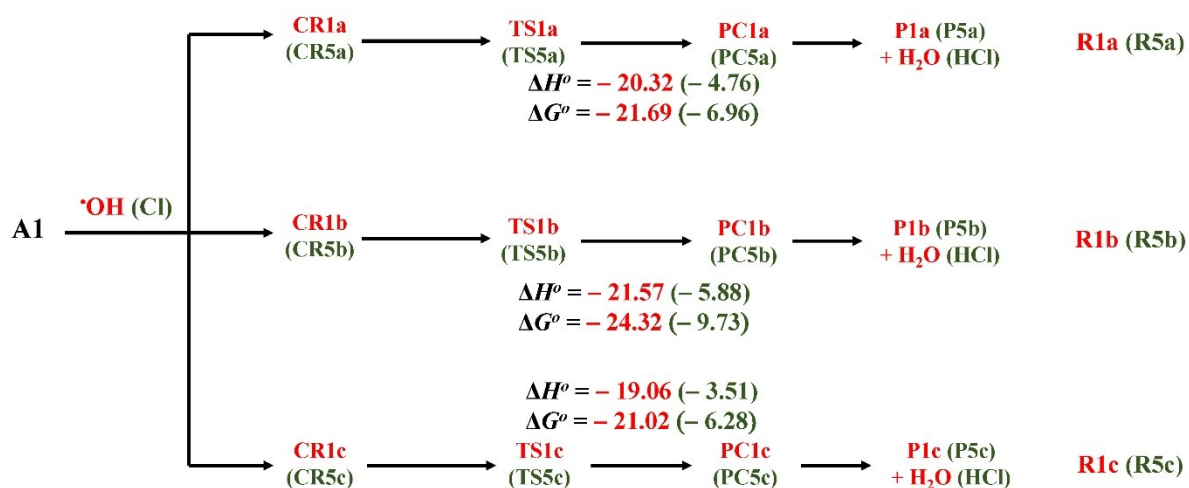 CR1a TS1a PC1a P1a (P5a) R1a (R5a)
(CR5a) (TS5a) (PC5a) + H₂O (HCl)
ΔHᵒ = – 20.32 (– 4.76)
ΔGᵒ = – 21.69 (– 6.96)
A1 •OH (Cl)
CR1b TS1b PC1b P1b (P5b) R1b (R5b)
(CR5b) (TS5b) (PC5b) + H₂O (HCl)
ΔHᵒ = – 21.57 (– 5.88)
ΔGᵒ = – 24.32 (– 9.73)
ΔHᵒ = – 19.06 (– 3.51)
ΔGᵒ = – 21.02 (– 6.28)
CR1c TS1c PC1c P1c (P5c) R1c (R5c)
(CR5c) (TS5c) (PC5c) + H₂O (HCl)